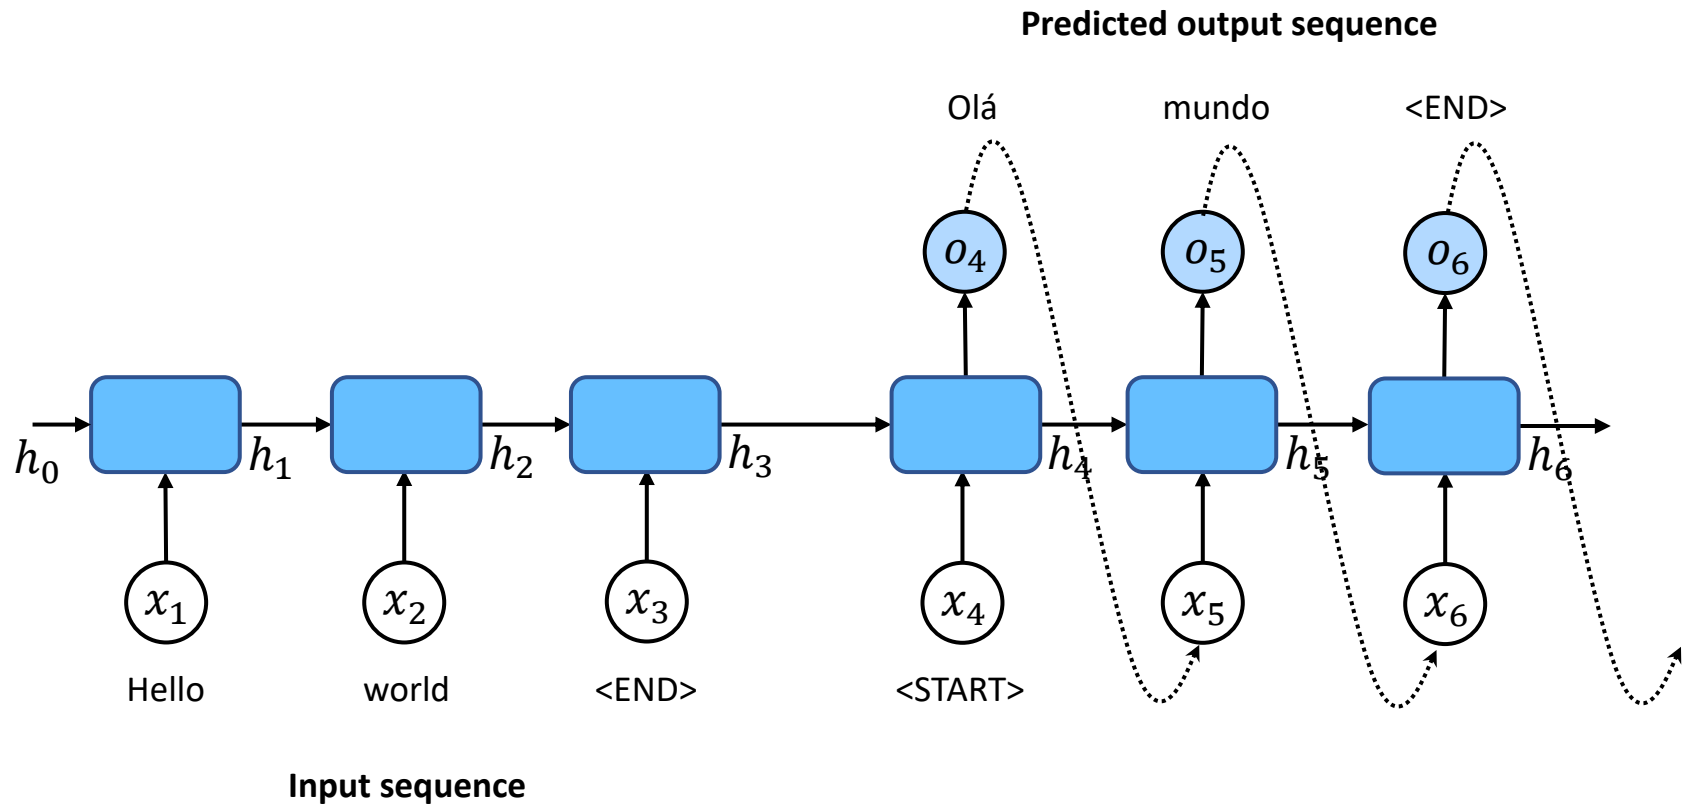 Predicted output sequence
Olá mundo <END>
o₄ o₅ o₆
h₀ h₁ h₂ h₃ h₄ h₅ h₆
x₁ x₂ x₃ x₄ x₅ x₆
Hello world <END> <START>
Input sequence